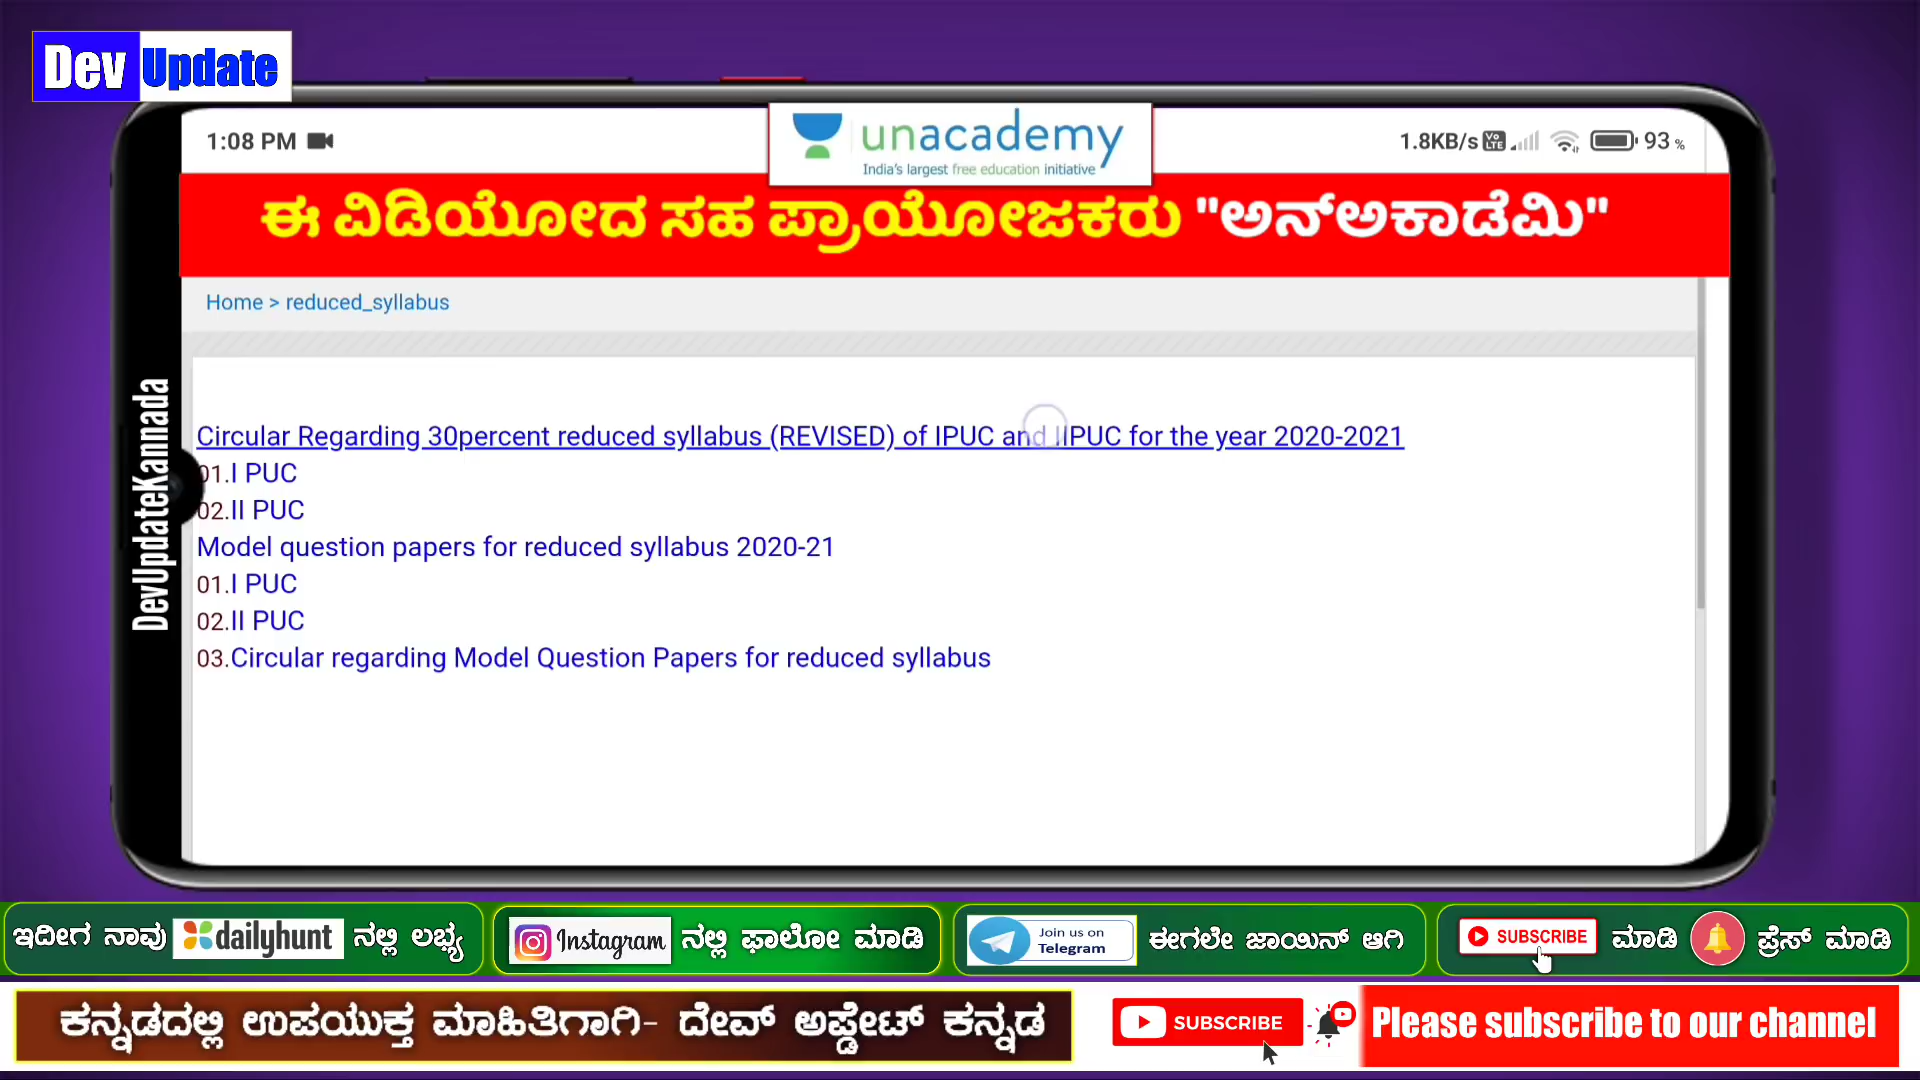 Dev Update
1:08 PM
unacademy
India's largest free education initiative
1.8KB/s Vo LTE 93 %
ಈ ವಿಡಿಯೋದ ಸಹ ಪ್ರಾಯೋಜಕರು "ಅನ್ಅಕಾಡೆಮಿ"
Home > reduced_syllabus
DevUpdateKannada
Circular Regarding 30percent reduced syllabus (REVISED) of IPUC and IIPUC for the year 2020-2021
01.I PUC
02.II PUC
Model question papers for reduced syllabus 2020-21
01.I PUC
02.II PUC
03.Circular regarding Model Question Papers for reduced syllabus
ಇದೀಗ ನಾವು dailyhunt ನಲ್ಲಿ ಲಭ್ಯ
Instagram ನಲ್ಲಿ ಫಾಲೋ ಮಾಡಿ
Join us on
Telegram
ಈಗಲೇ ಜಾಯಿನ್ ಆಗಿ
SUBSCRIBE ಮಾಡಿ ಪ್ರೆಸ್ ಮಾಡಿ
ಕನ್ನಡದಲ್ಲಿ ಉಪಯುಕ್ತ ಮಾಹಿತಿಗಾಗಿ- ದೇವ್ ಅಪ್ಡೇಟ್ ಕನ್ನಡ
SUBSCRIBE
Please subscribe to our channel